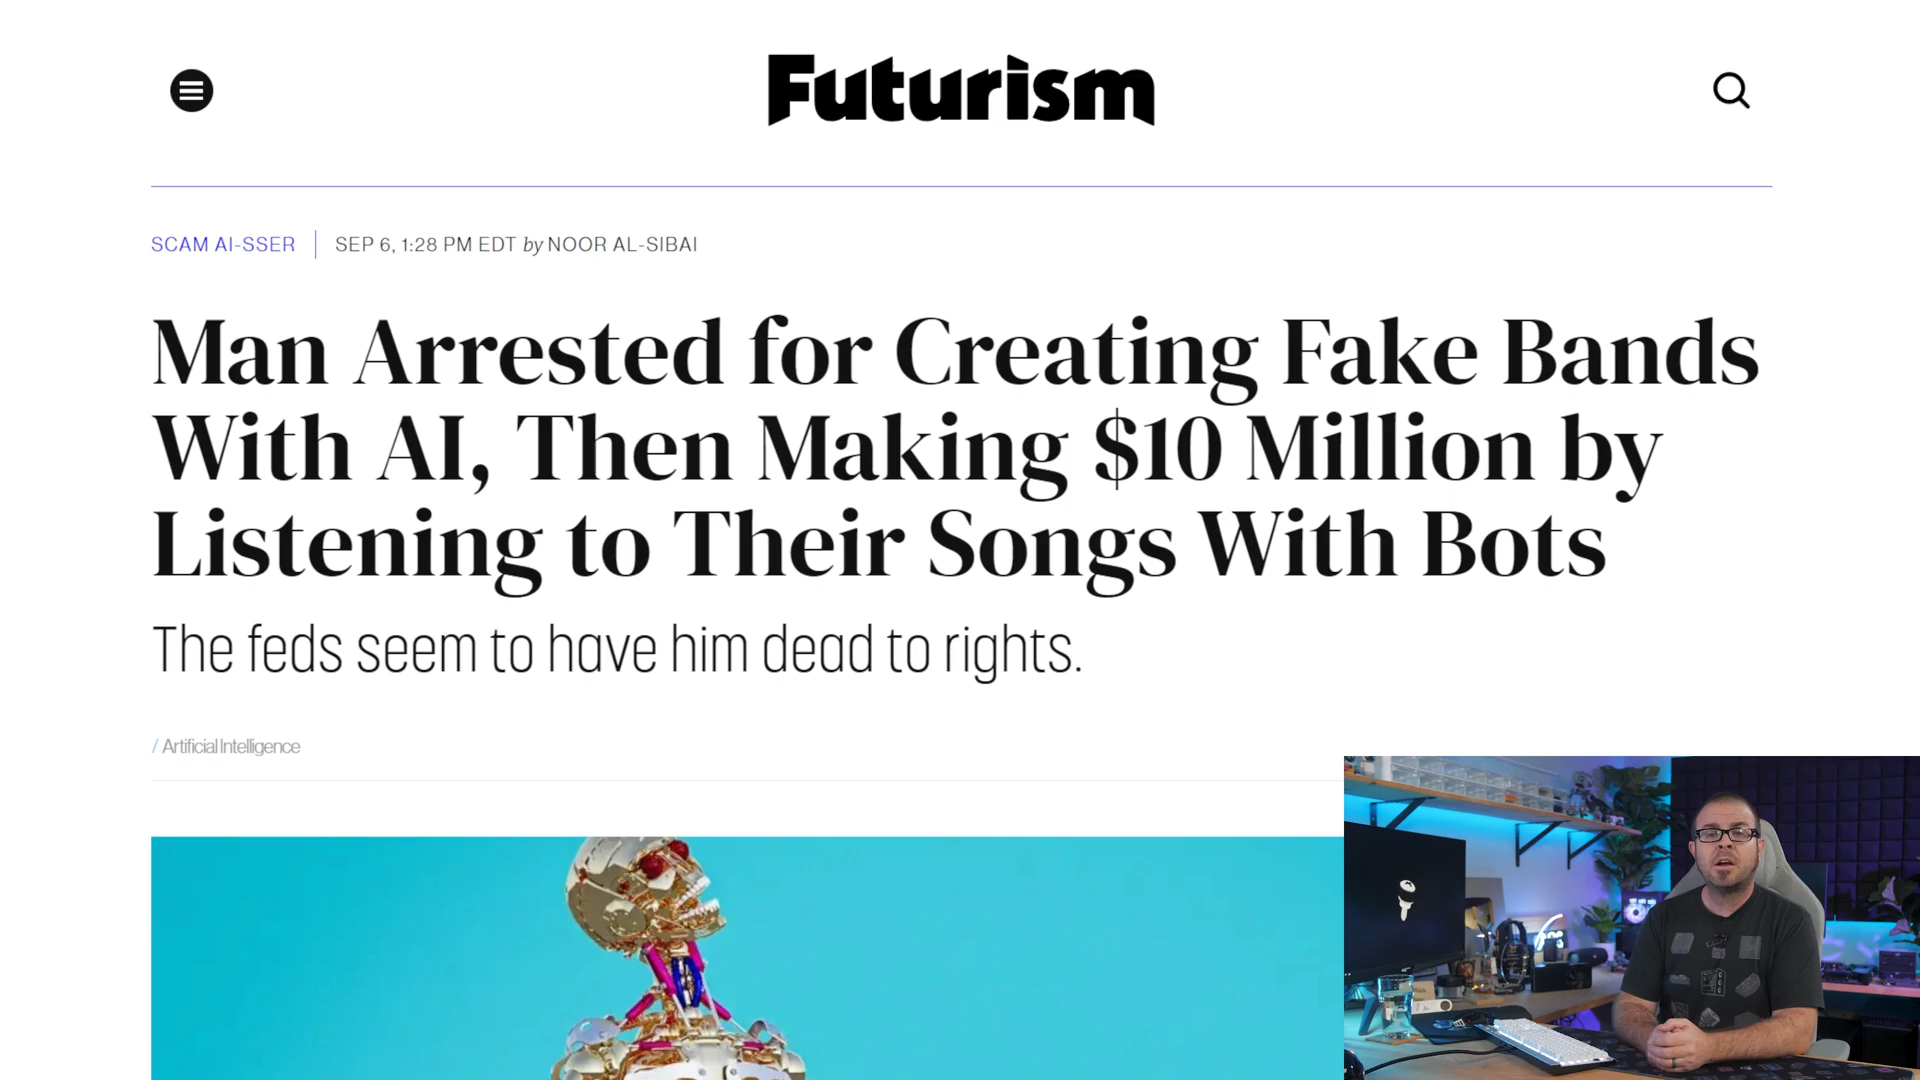 Futurism
SCAM AI-SSER | SEP 6, 1:28 PM EDT by NOOR AL-SIBAI
Man Arrested for Creating Fake Bands
With AI, Then Making $10 Million by
Listening to Their Songs With Bots
The feds seem to have him dead to rights.
/ Artificial Intelligence